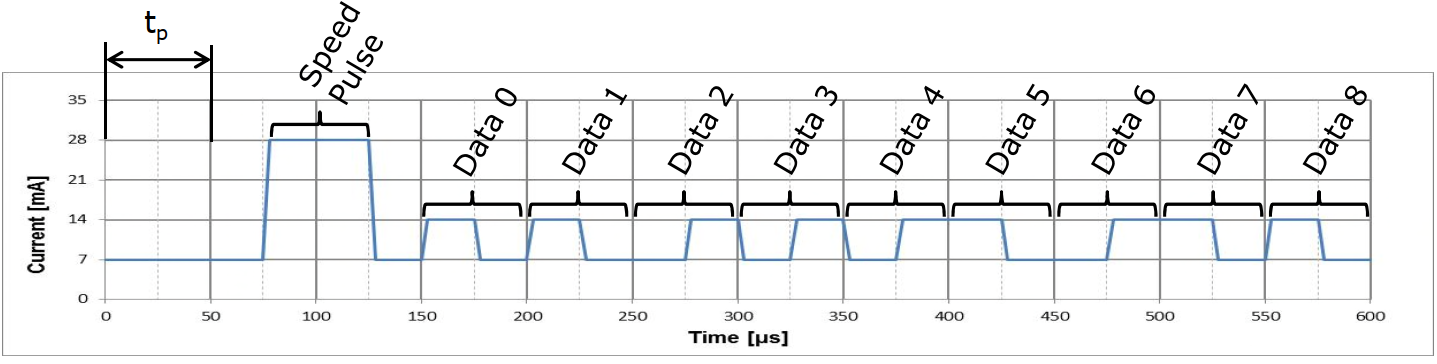 tp
Speed
Pulse
Data 0
Data 1
Data 2
Data 3
Data 4
Data 5
Data 6
Data 7
Data 8
Current [mA]
35
28
21
14
7
0
0
50
100
150
200
250
300
350
400
450
500
550
600
Time [µs]